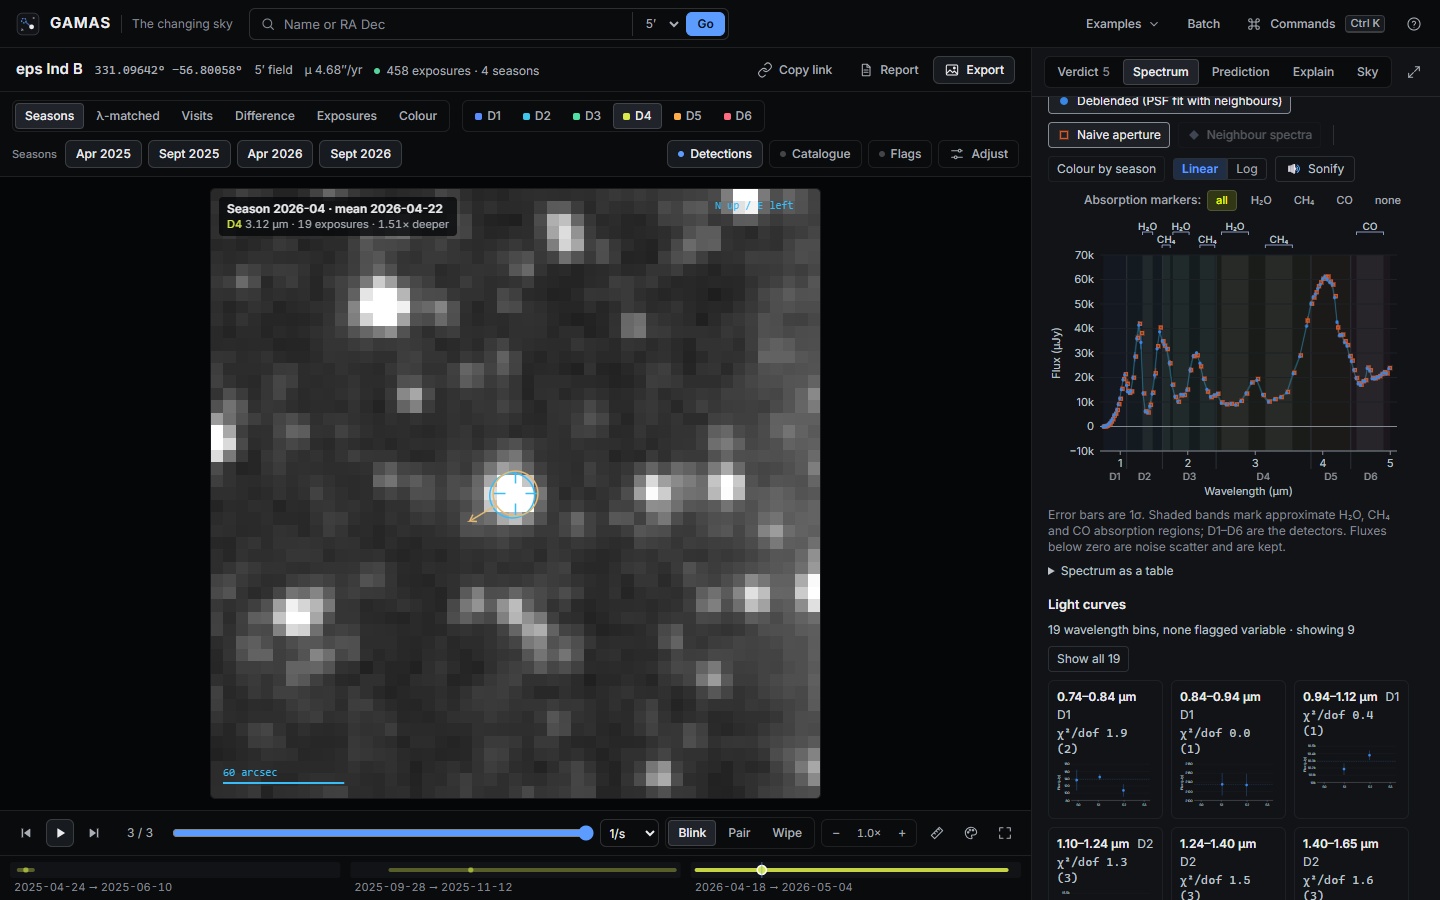 GAMAS The changing sky Name or RA Dec 5′ Go Examples Batch Commands Ctrl K
eps Ind B 331.09642° −56.80058° 5′ field μ 4.68″/yr 458 exposures · 4 seasons Copy link Report Export
Seasons λ-matched Visits Difference Exposures Colour D1 D2 D3 D4 D5 D6
Seasons Apr 2025 Sept 2025 Apr 2026 Sept 2026 Detections Catalogue Flags Adjust
Season 2026-04 · mean 2026-04-22
D4 3.12 μm · 19 exposures · 1.51× deeper
N up / E left
60 arcsec
3 / 3 1/s Blink Pair Wipe − 1.0× +
2025-04-24 → 2025-06-10 2025-09-28 → 2025-11-12 2026-04-18 → 2026-05-04
Verdict 5 Spectrum Prediction Explain Sky
Deblended (PSF fit with neighbours)
Naive aperture Neighbour spectra
Colour by season Linear Log Sonify
Absorption markers: all H₂O CH₄ CO none
H₂O H₂O H₂O CO
CH₄ CH₄ CH₄
70k
60k
50k
40k
30k
20k
10k
0
−10k
Flux (μJy)
1 2 3 4 5
D1 D2 D3 D4 D5 D6
Wavelength (μm)
Error bars are 1σ. Shaded bands mark approximate H₂O, CH₄
and CO absorption regions; D1–D6 are the detectors. Fluxes
below zero are noise scatter and are kept.
Spectrum as a table
Light curves
19 wavelength bins, none flagged variable · showing 9
Show all 19
0.74–0.84 μm
D1
χ²/dof 1.9
(2)
0.84–0.94 μm
D1
χ²/dof 0.0
(1)
0.94–1.12 μm D1
χ²/dof 0.4
(1)
1.10–1.24 μm D2
χ²/dof 1.3
(3)
1.24–1.40 μm
D2
χ²/dof 1.5
(3)
1.40–1.65 μm
D2
χ²/dof 1.6
(3)